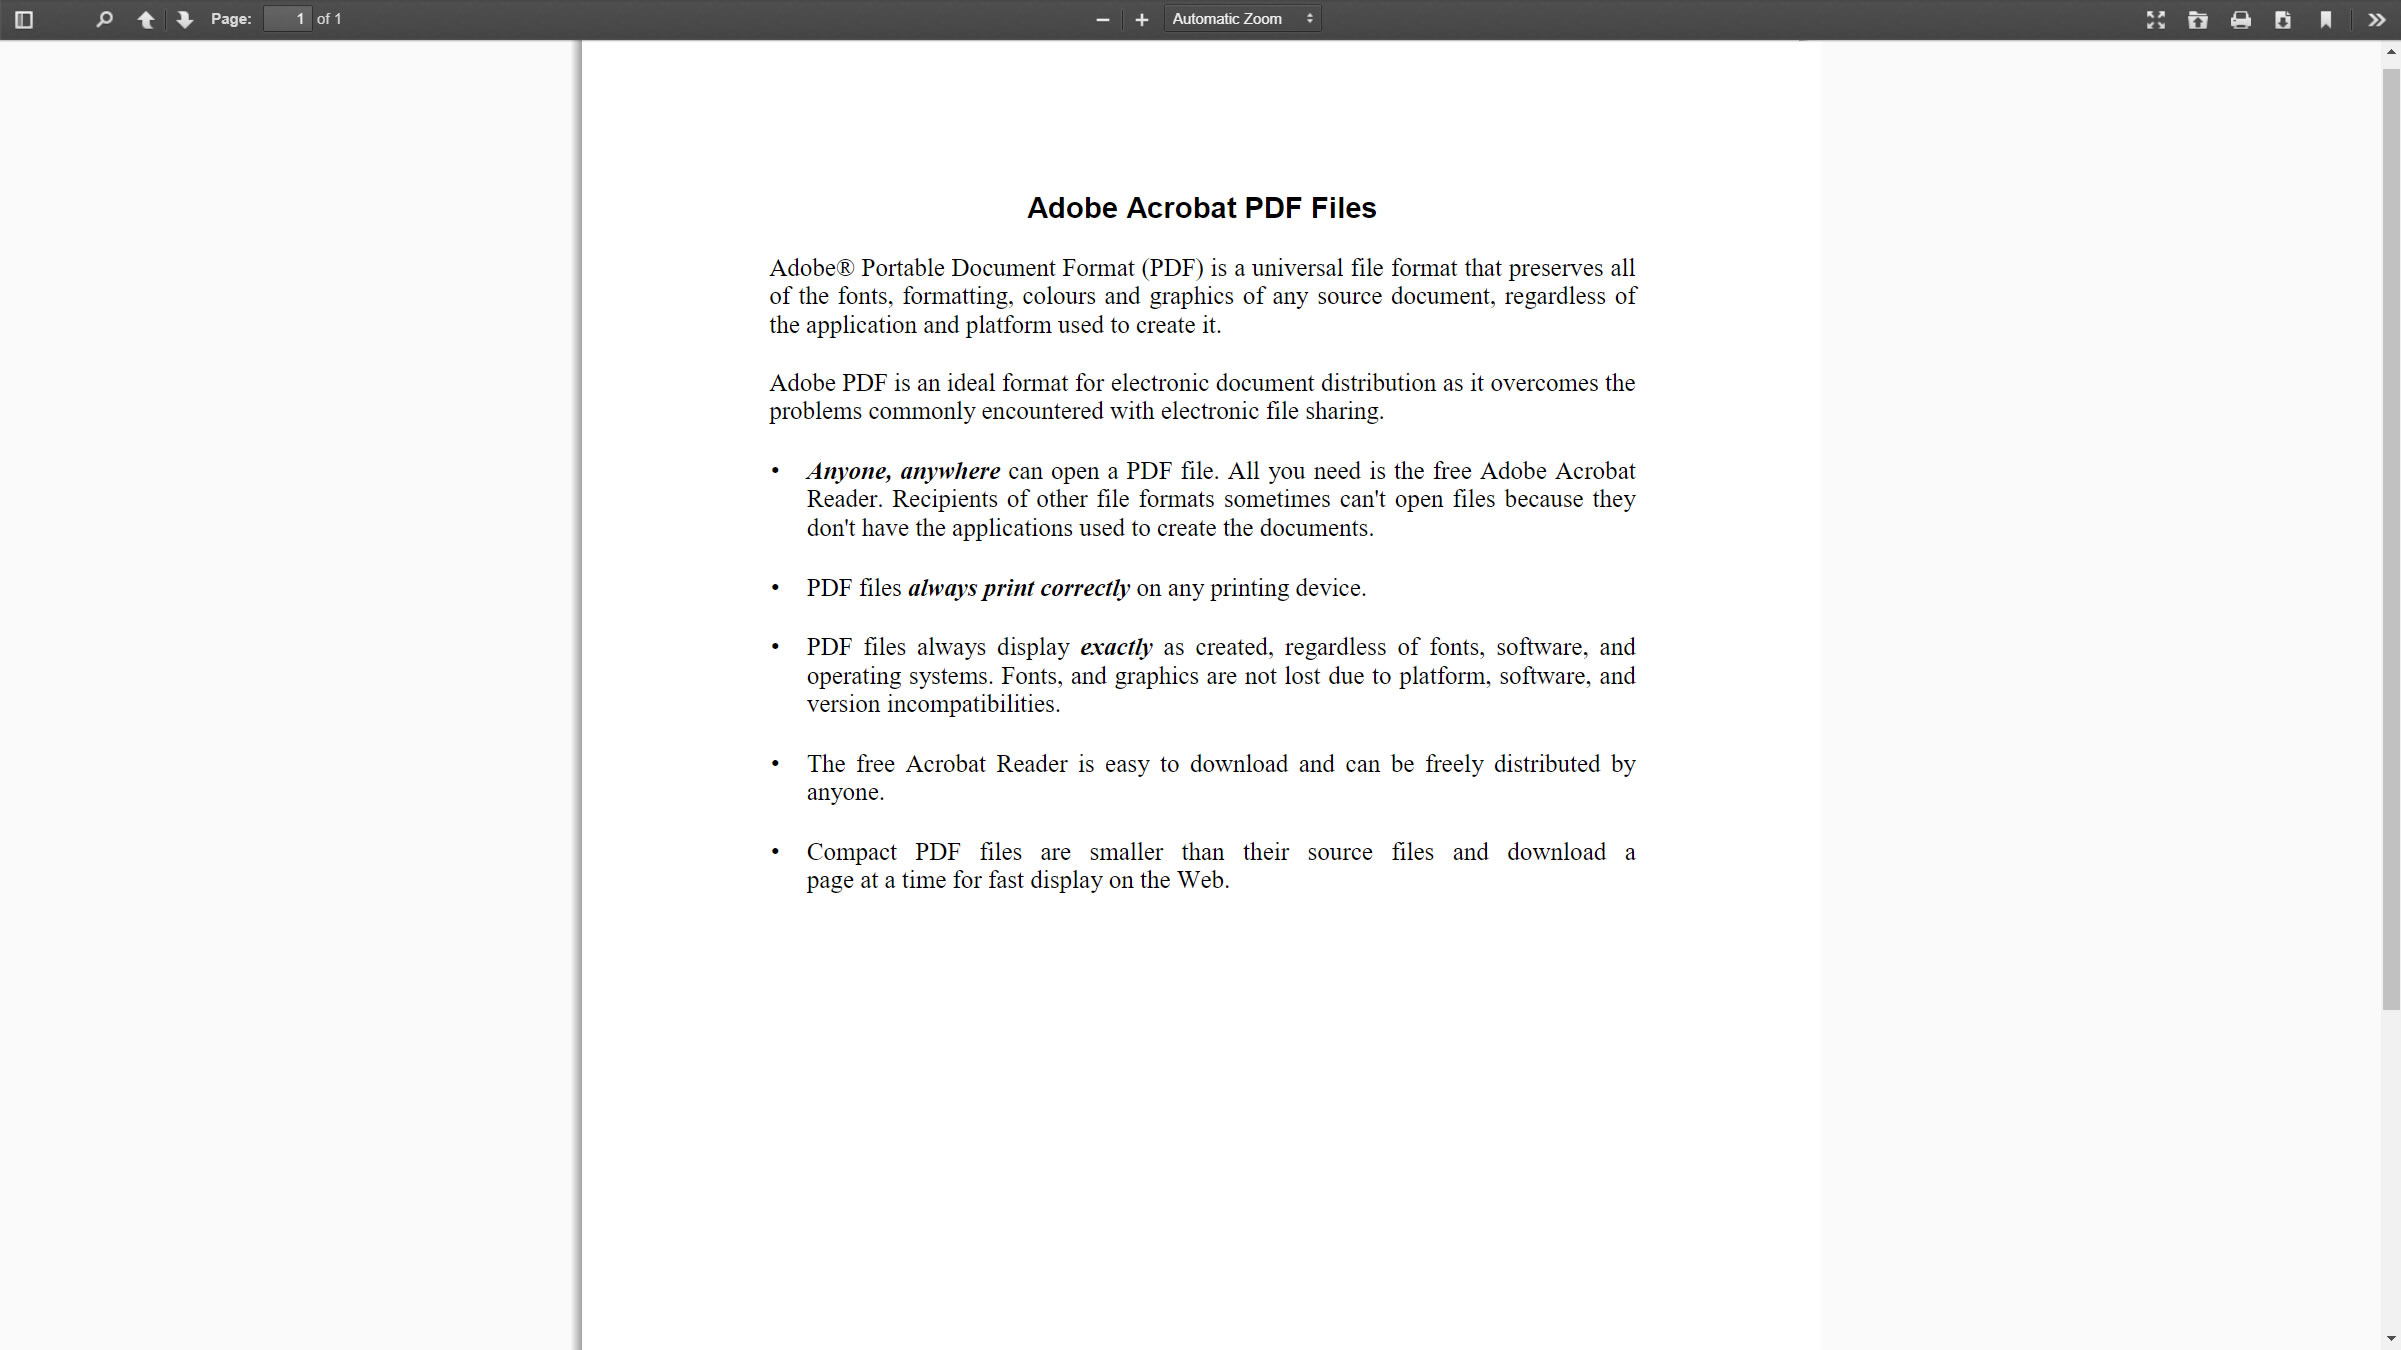 Page: 1 of 1
Automatic Zoom
Adobe Acrobat PDF Files
Adobe® Portable Document Format (PDF) is a universal file format that preserves all
of the fonts, formatting, colours and graphics of any source document, regardless of
the application and platform used to create it.
Adobe PDF is an ideal format for electronic document distribution as it overcomes the
problems commonly encountered with electronic file sharing.
• Anyone, anywhere can open a PDF file. All you need is the free Adobe Acrobat
Reader. Recipients of other file formats sometimes can't open files because they
don't have the applications used to create the documents.
• PDF files always print correctly on any printing device.
• PDF files always display exactly as created, regardless of fonts, software, and
operating systems. Fonts, and graphics are not lost due to platform, software, and
version incompatibilities.
• The free Acrobat Reader is easy to download and can be freely distributed by
anyone.
• Compact PDF files are smaller than their source files and download a
page at a time for fast display on the Web.